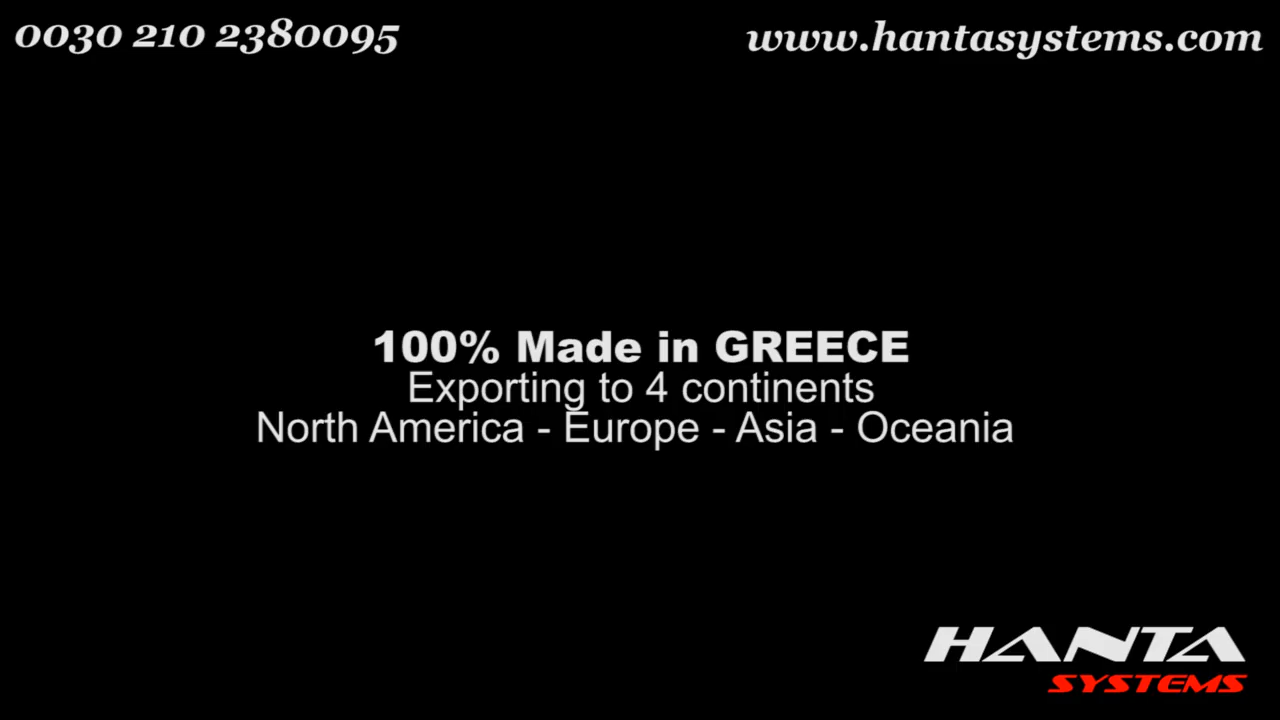 0030 210 2380095
www.hantasystems.com
100% Made in GREECE
Exporting to 4 continents
North America - Europe - Asia - Oceania
HANTA
SYSTEMS